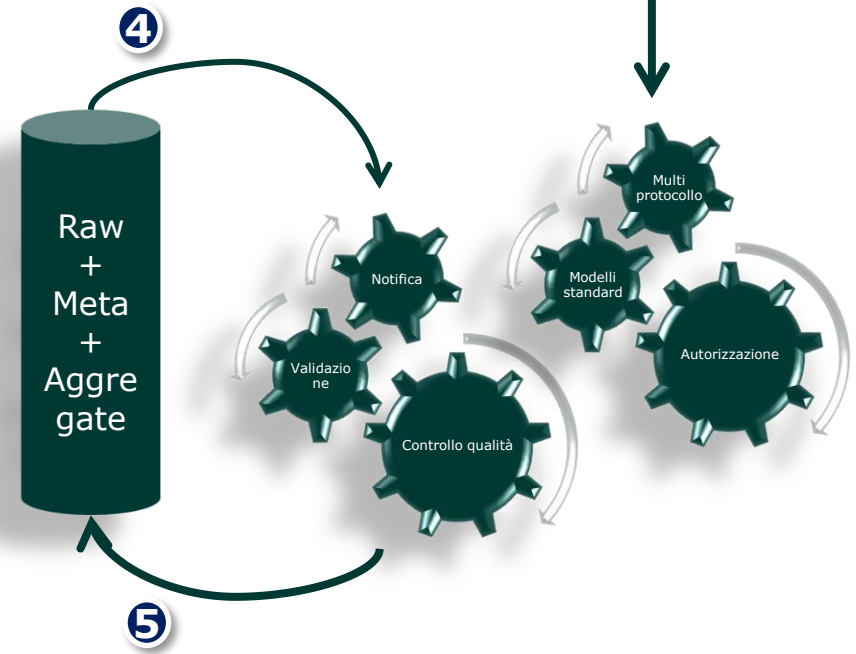 4
Raw
+
Meta
+
Aggre
gate
5
Notifica
Validazio
ne
Controllo qualità
Multi
protocollo
Modelli
standard
Autorizzazione